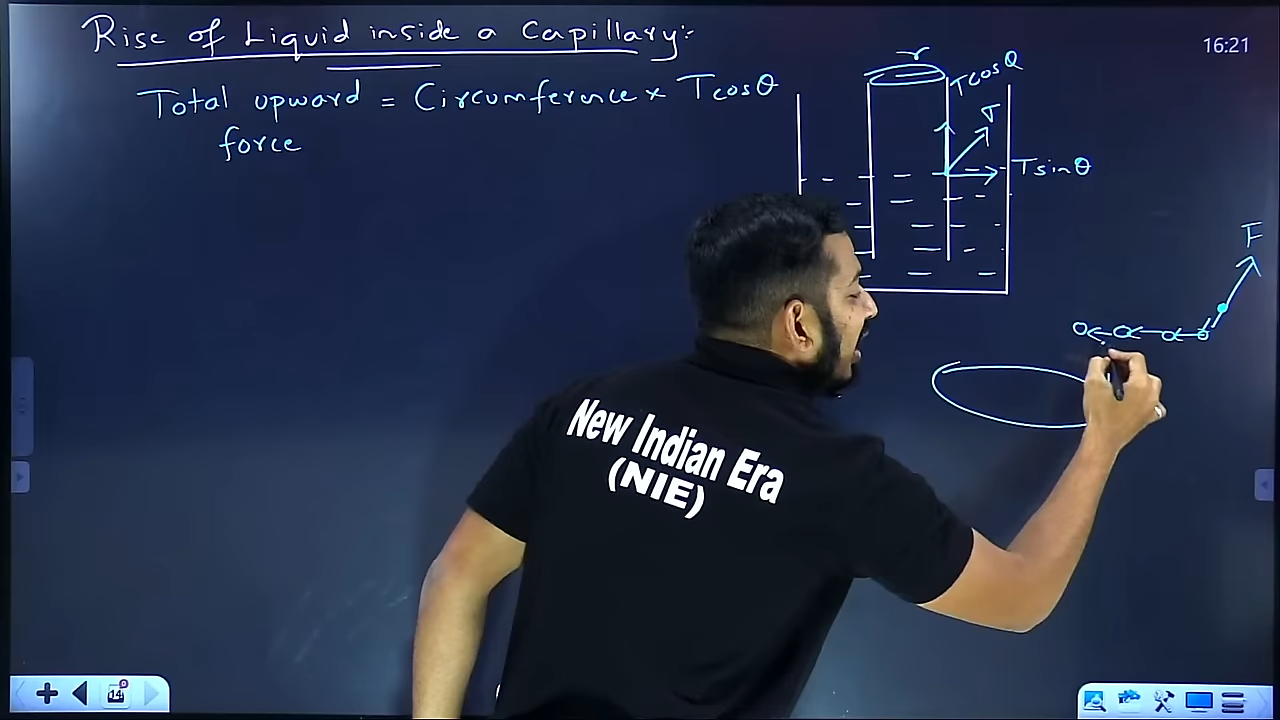 Rise of Liquid inside a Capillary:-
16:21
Total upward = Circumference × Tcosθ
force
r
Tcosθ
T
Tsinθ
F
New Indian Era
(NIE)
14